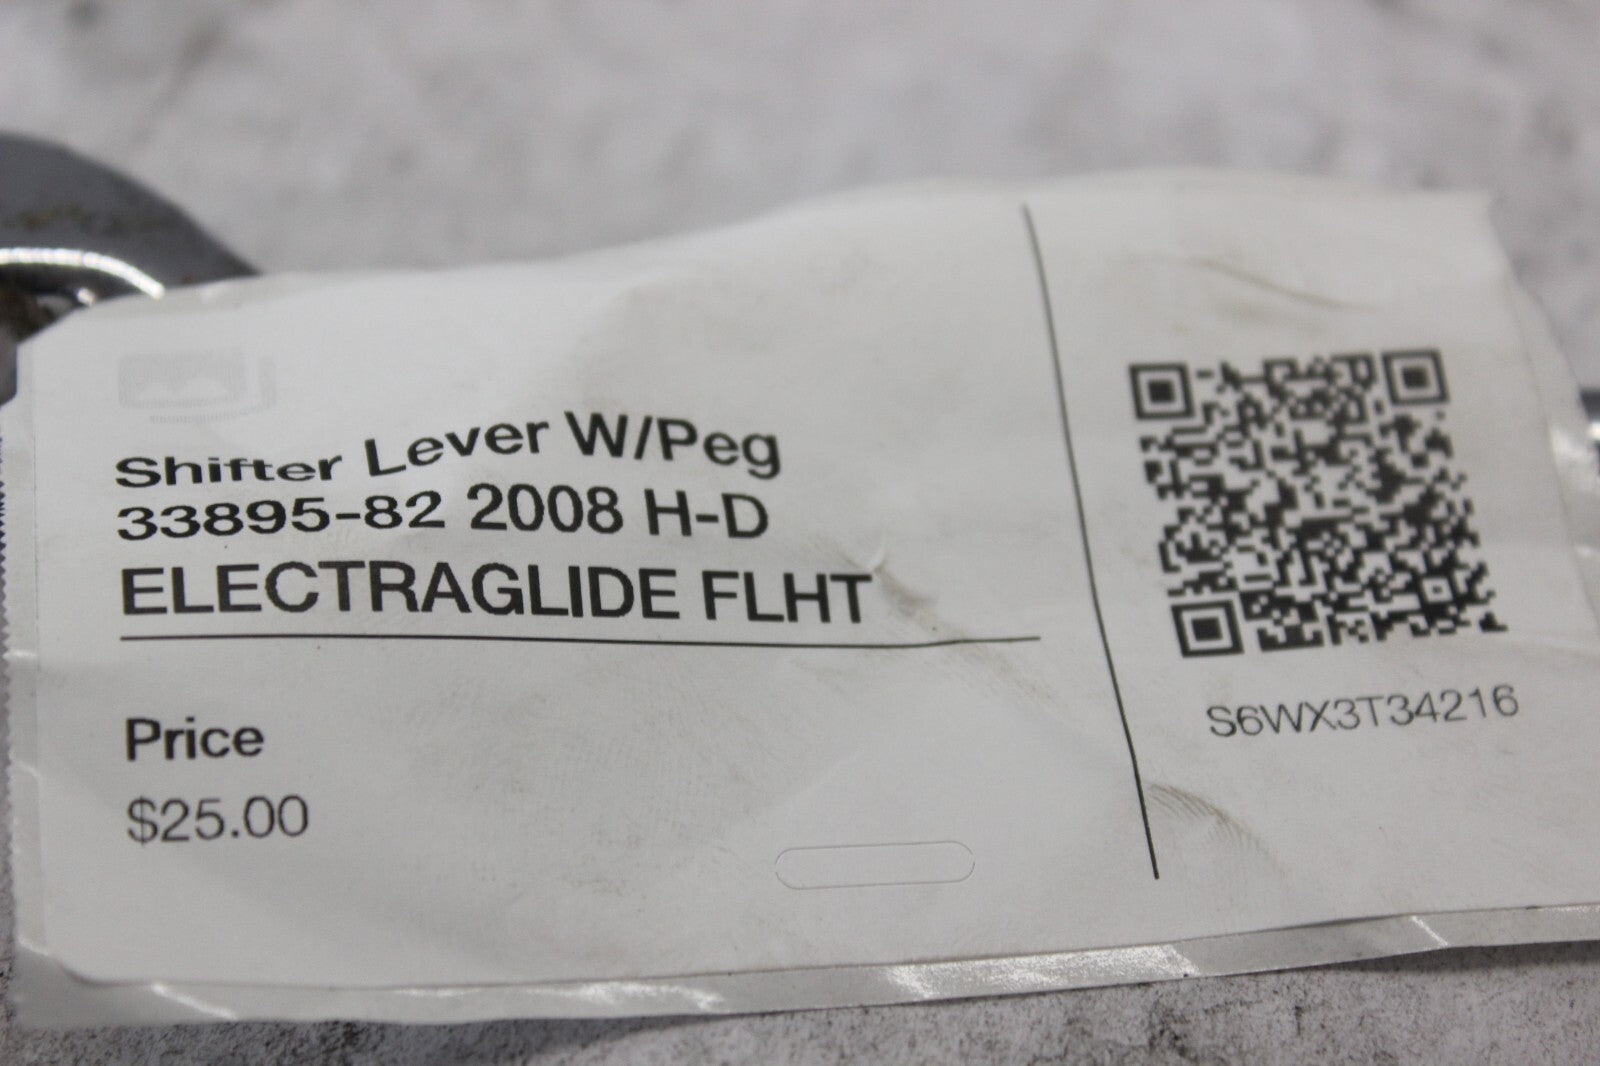 Shifter Lever W/Peg
33895-82 2008 H-D
ELECTRAGLIDE FLHT
Price
$25.00
S6WX3T34216